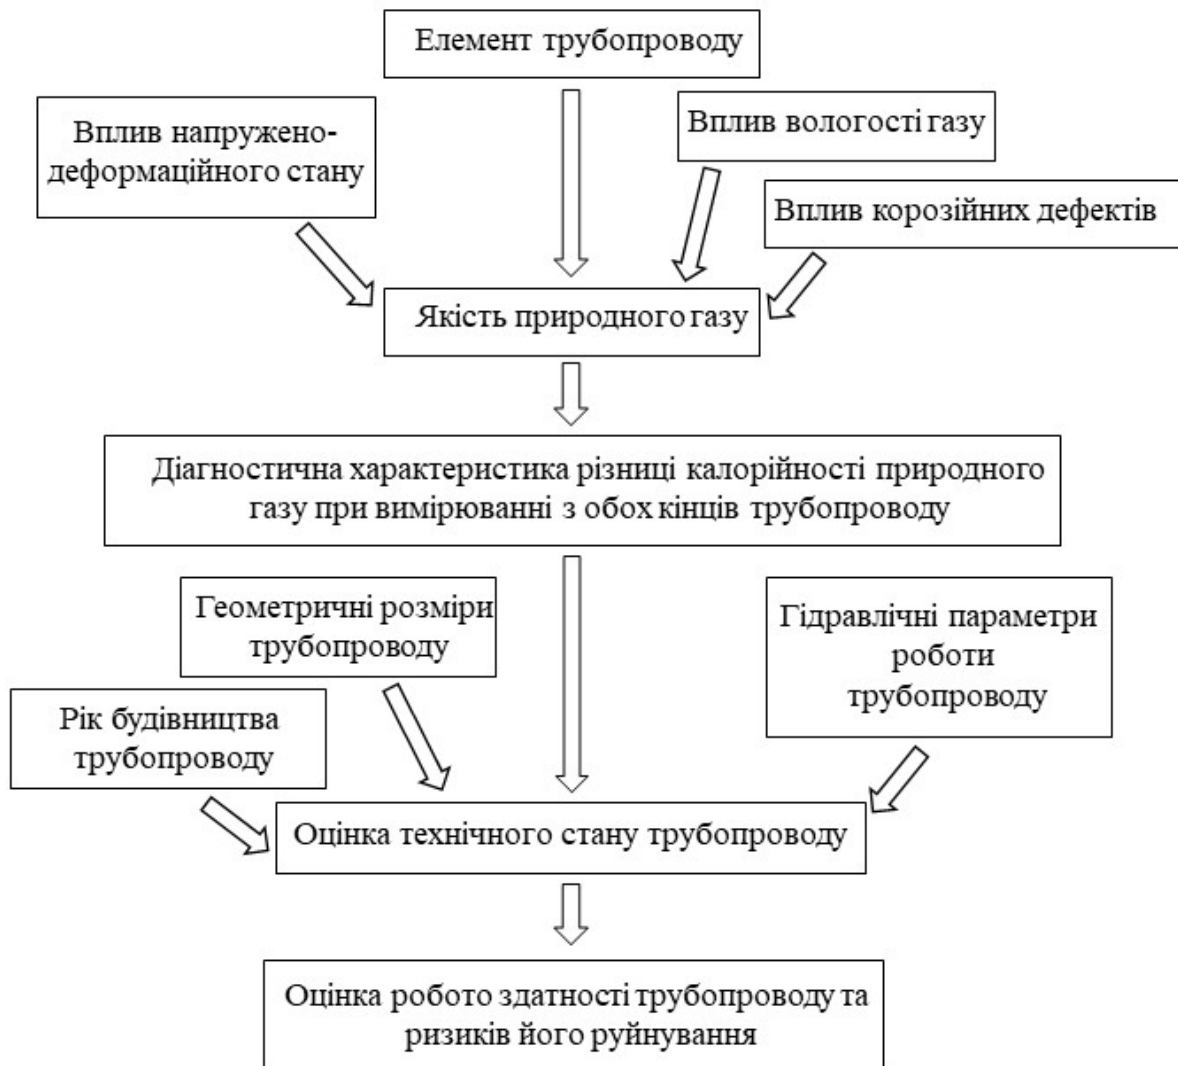 Елемент трубопроводу
Вплив напружено-
деформаційного стану
Вплив вологості газу
Вплив корозійних дефектів
Якість природного газу
Діагностична характеристика різниці калорійності природного
газу при вимірюванні з обох кінців трубопроводу
Геометричні розміри
трубопроводу
Гідравлічні параметри
роботи
трубопроводу
Рік будівництва
трубопроводу
Оцінка технічного стану трубопроводу
Оцінка робото здатності трубопроводу та
ризиків його руйнування